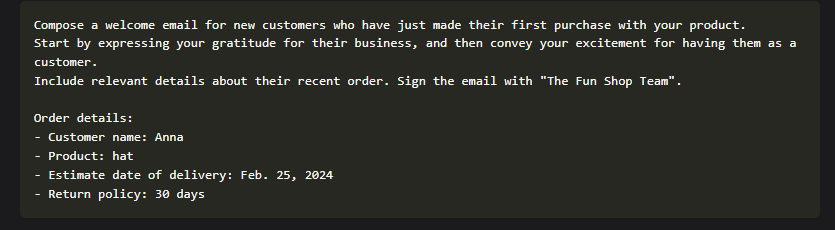 Compose a welcome email for new customers who have just made their first purchase with your product.
Start by expressing your gratitude for their business, and then convey your excitement for having them as a
customer.
Include relevant details about their recent order. Sign the email with "The Fun Shop Team".
Order details:
- Customer name: Anna
- Product: hat
- Estimate date of delivery: Feb. 25, 2024
- Return policy: 30 days